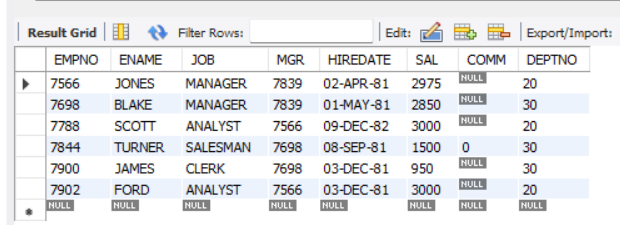 Result Grid Filter Rows: Edit: Export/Import:
EMPNO ENAME JOB MGR HIREDATE SAL COMM DEPTNO
7566 JONES MANAGER 7839 02-APR-81 2975 NULL 20
7698 BLAKE MANAGER 7839 01-MAY-81 2850 NULL 30
7788 SCOTT ANALYST 7566 09-DEC-82 3000 NULL 20
7844 TURNER SALESMAN 7698 08-SEP-81 1500 0 30
7900 JAMES CLERK 7698 03-DEC-81 950 NULL 30
7902 FORD ANALYST 7566 03-DEC-81 3000 NULL 20
NULL NULL NULL NULL NULL NULL NULL NULL